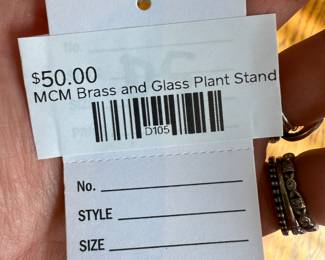 $50.00
MCM Brass and Glass Plant Stand
D105
No.
STYLE
SIZE